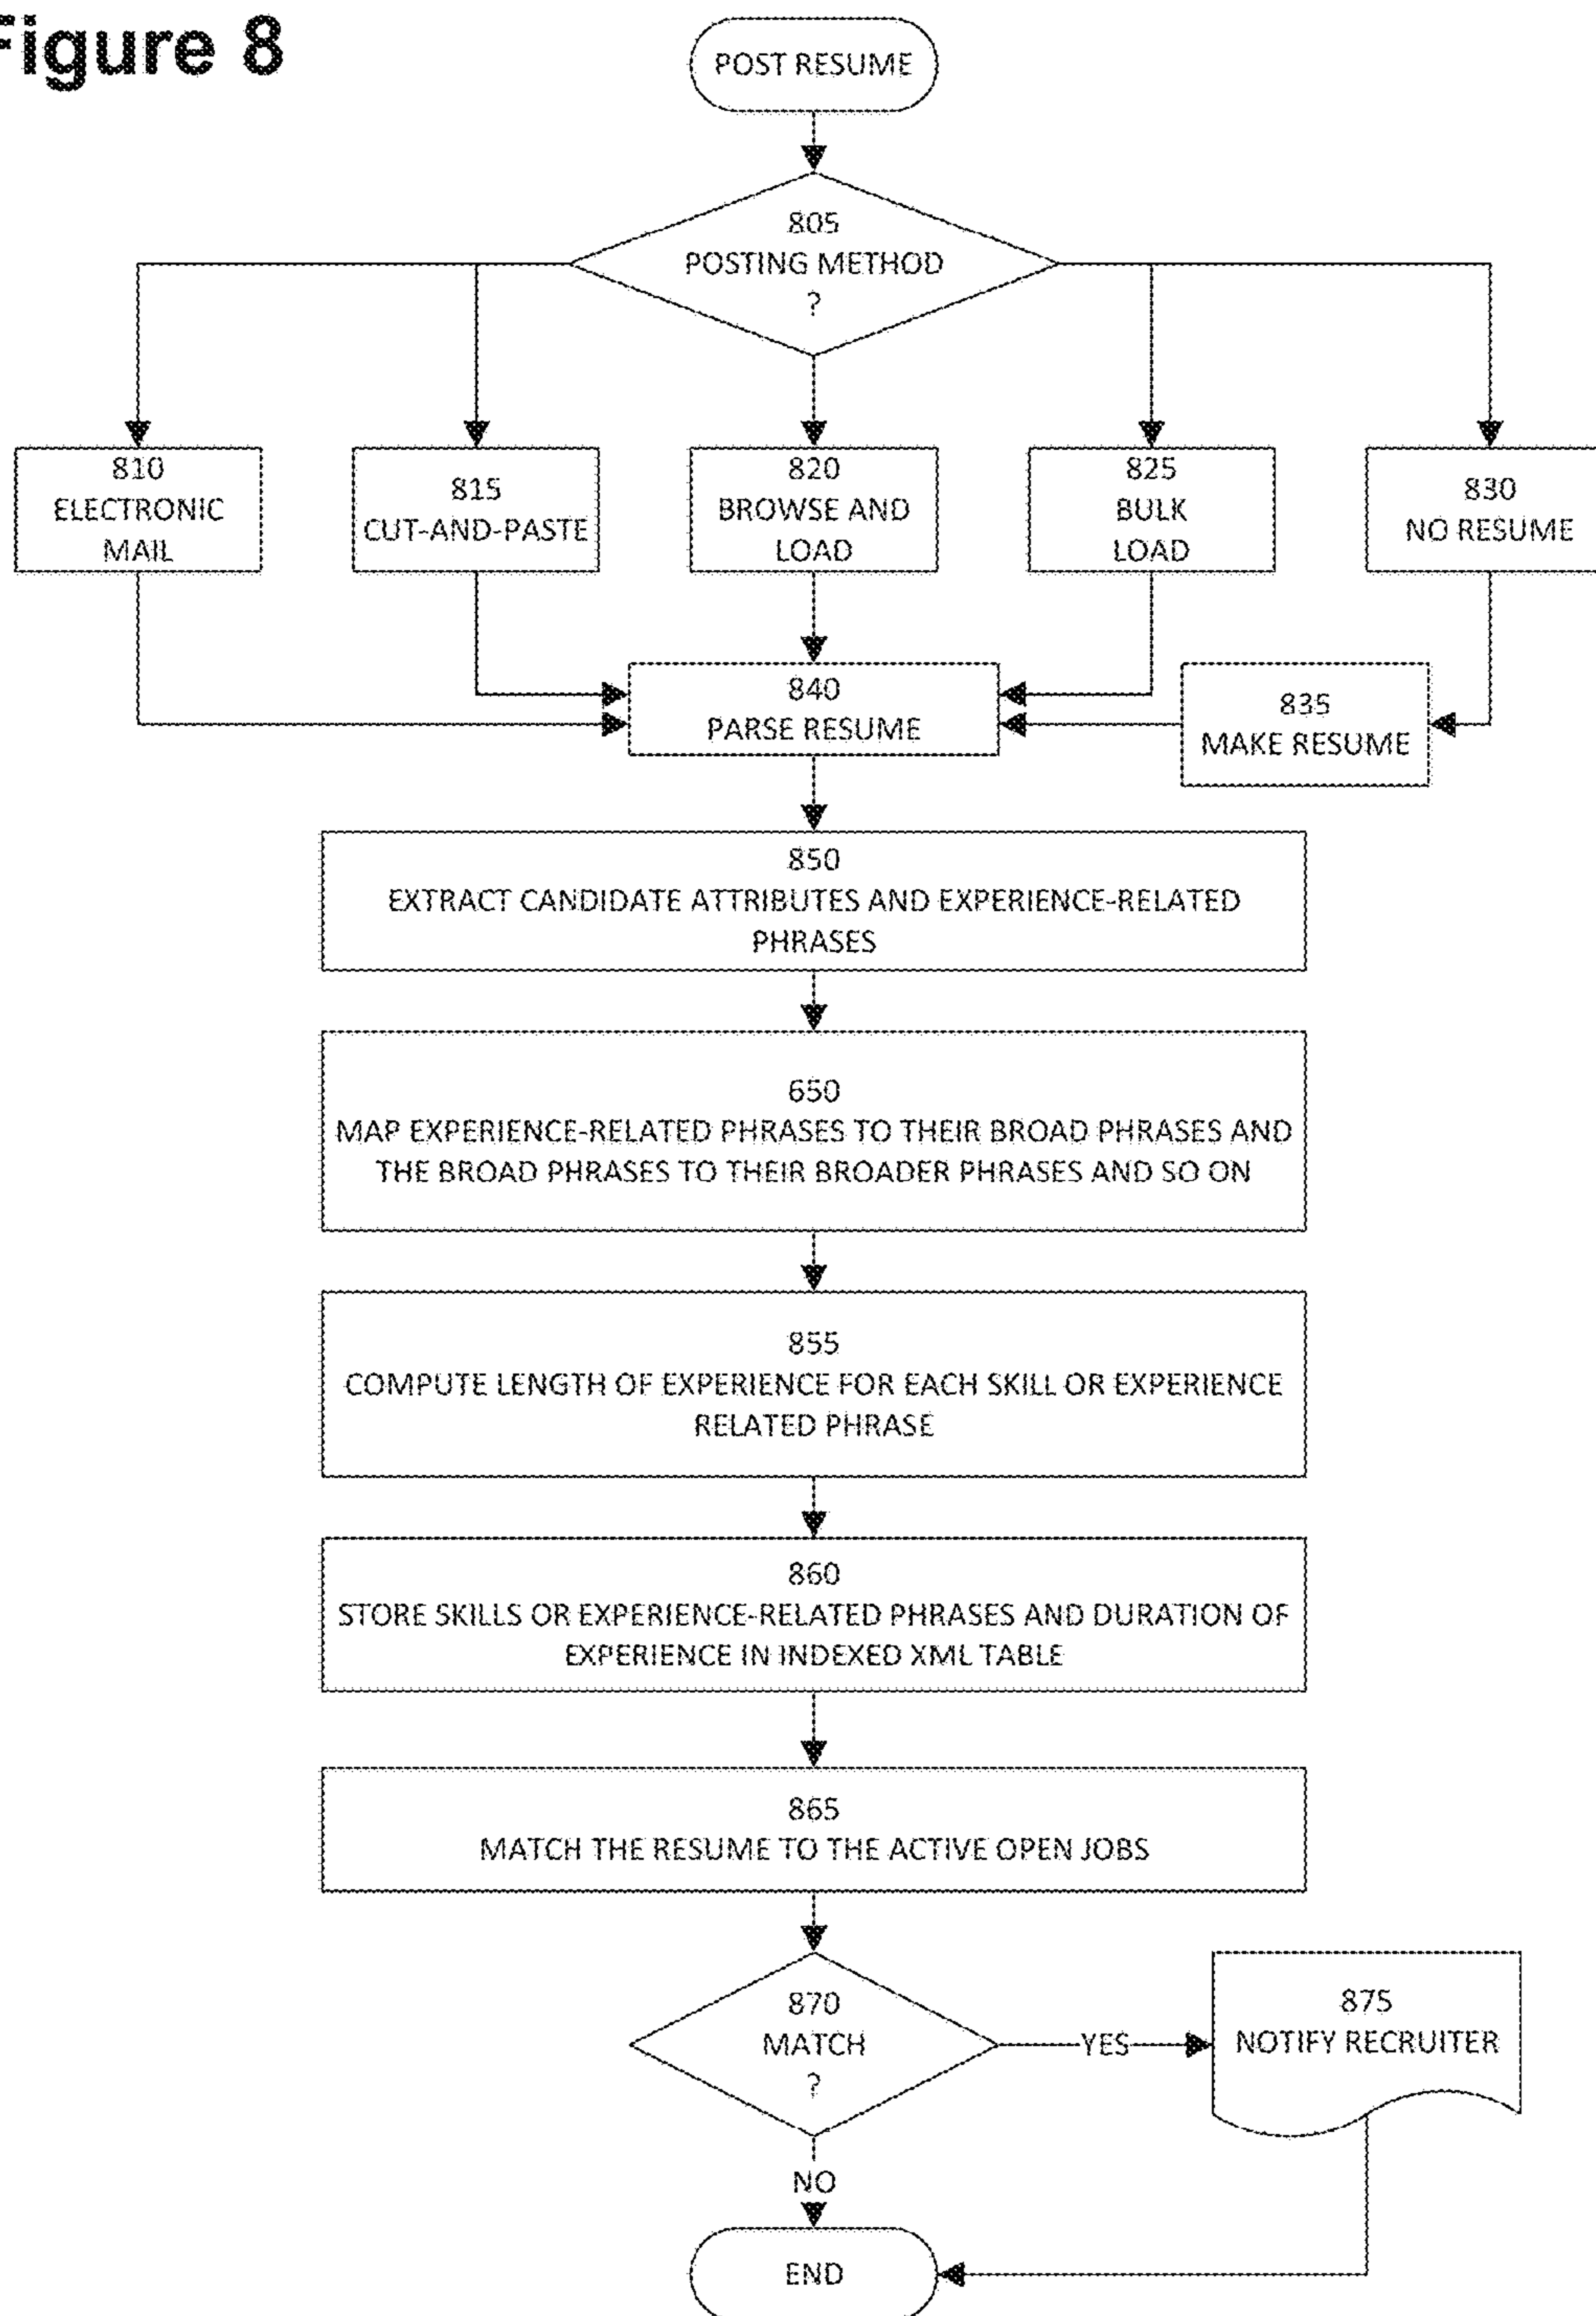 Figure 8
POST RESUME
805
POSTING METHOD
?
810
ELECTRONIC
MAIL
815
CUT-AND-PASTE
820
BROWSE AND
LOAD
825
BULK
LOAD
830
NO RESUME
840
PARSE RESUME
835
MAKE RESUME
850
EXTRACT CANDIDATE ATTRIBUTES AND EXPERIENCE-RELATED
PHRASES
650
MAP EXPERIENCE-RELATED PHRASES TO THEIR BROAD PHRASES AND
THE BROAD PHRASES TO THEIR BROADER PHRASES AND SO ON
855
COMPUTE LENGTH OF EXPERIENCE FOR EACH SKILL OR EXPERIENCE
RELATED PHRASE
860
STORE SKILLS OR EXPERIENCE-RELATED PHRASES AND DURATION OF
EXPERIENCE IN INDEXED XML TABLE
865
MATCH THE RESUME TO THE ACTIVE OPEN JOBS
870
MATCH
?
YES
875
NOTIFY RECRUITER
NO
END